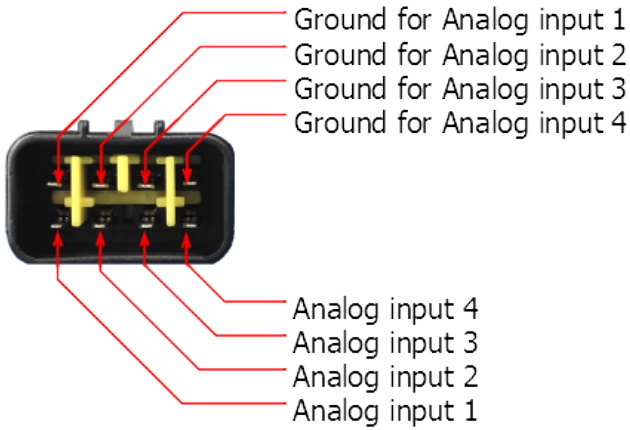 Ground for Analog input 1
Ground for Analog input 2
Ground for Analog input 3
Ground for Analog input 4
Analog input 4
Analog input 3
Analog input 2
Analog input 1